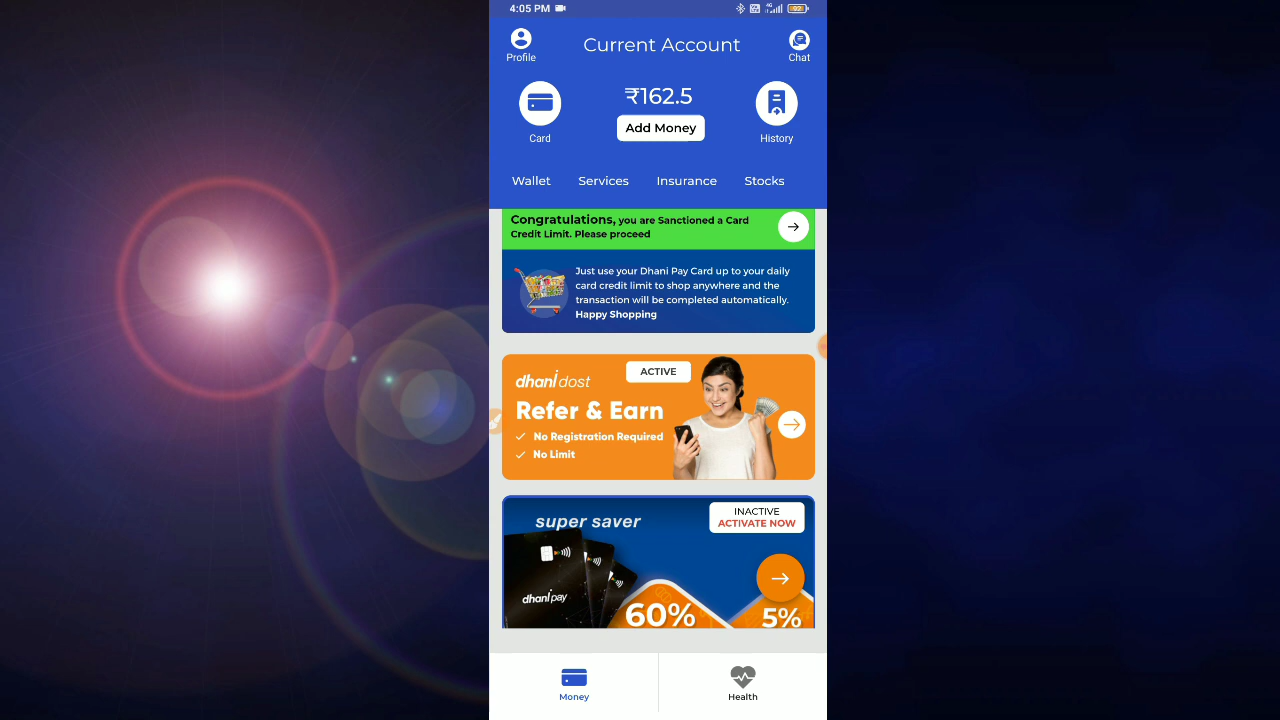 4:05 PM
4G
92
Profile
Current Account
Chat
₹162.5
Add Money
Card
History
Wallet
Services
Insurance
Stocks
Congratulations, you are Sanctioned a Card
Credit Limit. Please proceed
Just use your Dhani Pay Card up to your daily
card credit limit to shop anywhere and the
transaction will be completed automatically.
Happy Shopping
dhani dost
ACTIVE
Refer & Earn
No Registration Required
No Limit
super saver
INACTIVE
ACTIVATE NOW
dhani pay
60%
5%
Money
Health